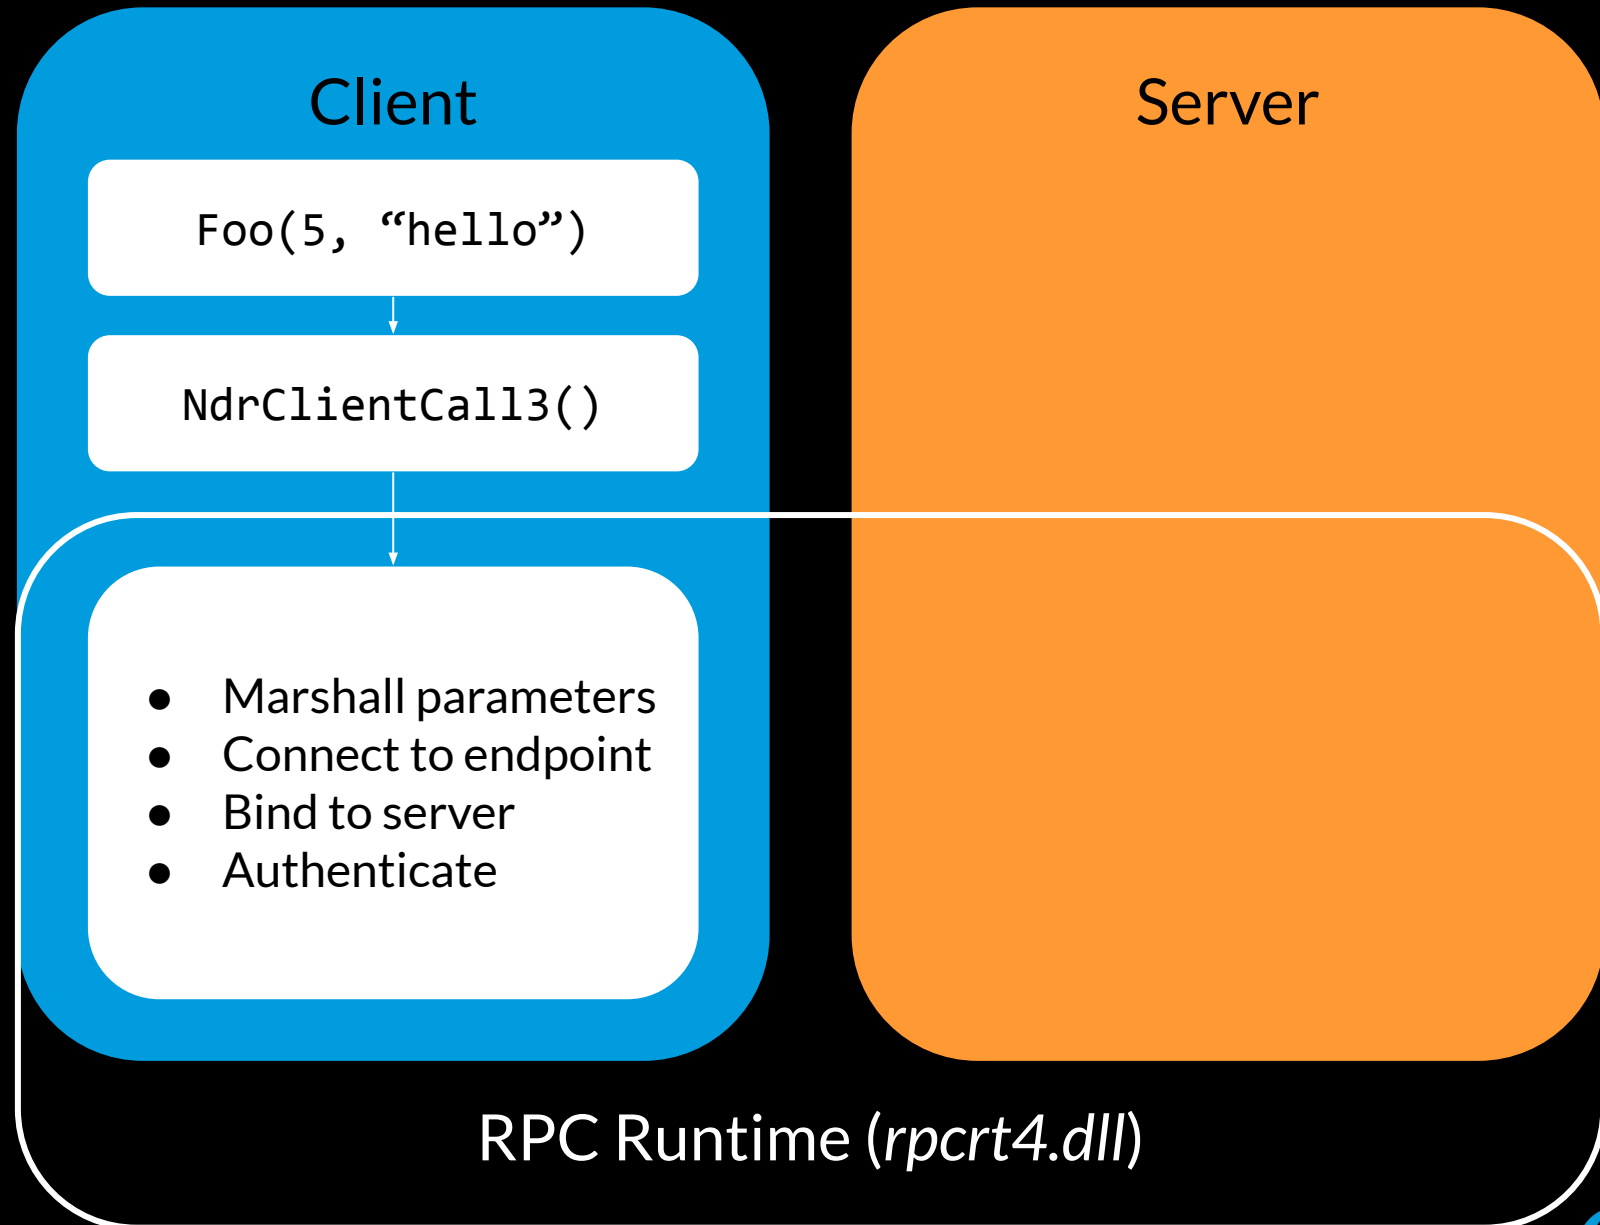 Client
Foo(5, “hello”)
NdrClientCall3()
● Marshall parameters
● Connect to endpoint
● Bind to server
● Authenticate
Server
RPC Runtime (rpcrt4.dll)